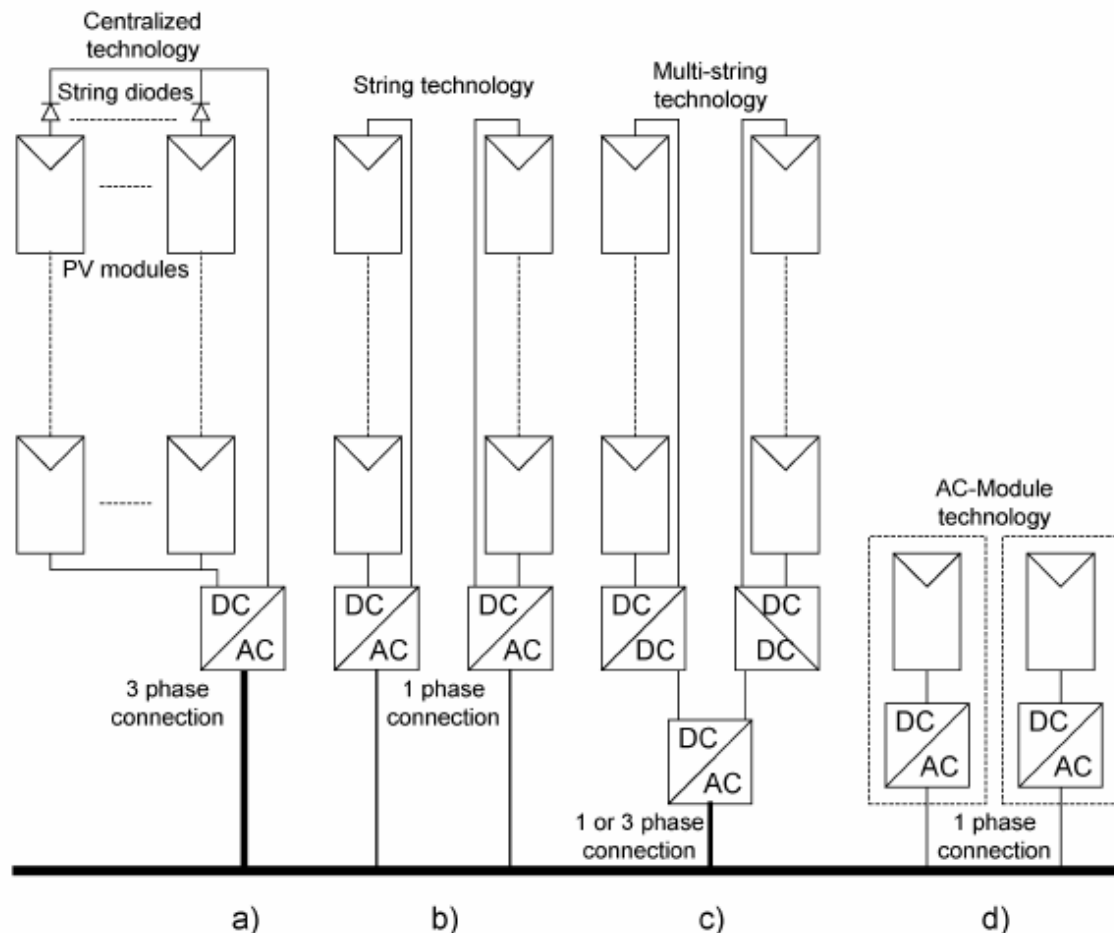 Centralized
technology
String diodes
PV modules
DC
AC
3 phase
connection
a)
String technology
DC
AC
DC
AC
1 phase
connection
b)
Multi-string
technology
DC
DC
DC
DC
DC
AC
1 or 3 phase
connection
c)
AC-Module
technology
DC
AC
DC
AC
1 phase
connection
d)